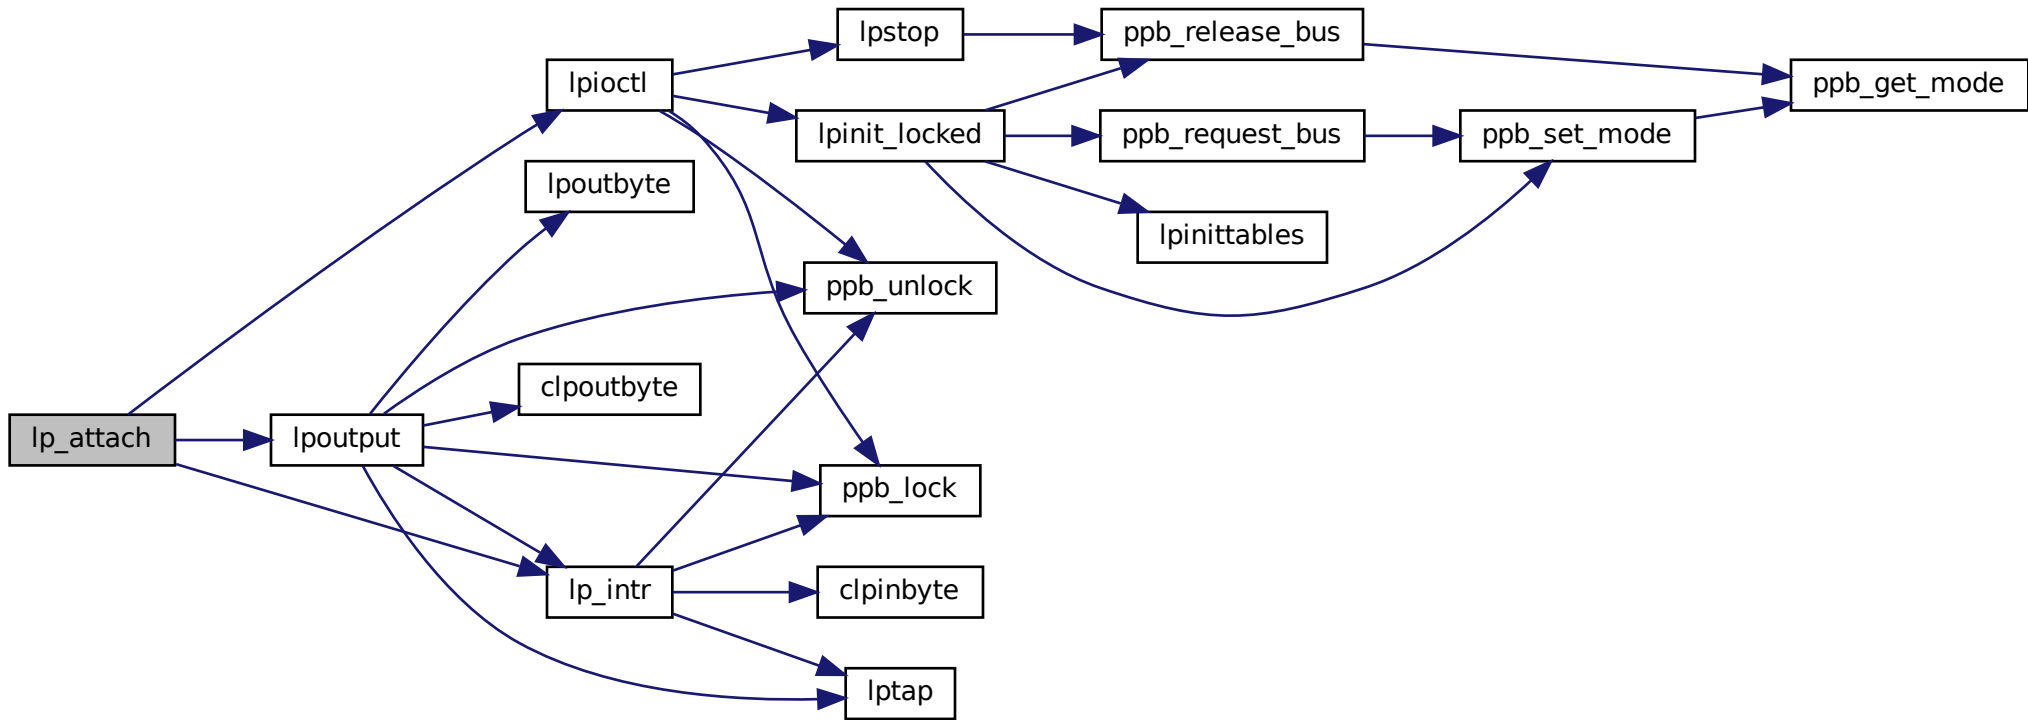 lp_attach
lpioctl
lpoutput
lpoutbyte
clpoutbyte
lp_intr
lpstop
lpinit_locked
ppb_unlock
ppb_lock
clpinbyte
lptap
ppb_release_bus
ppb_request_bus
lpinittables
ppb_set_mode
ppb_get_mode